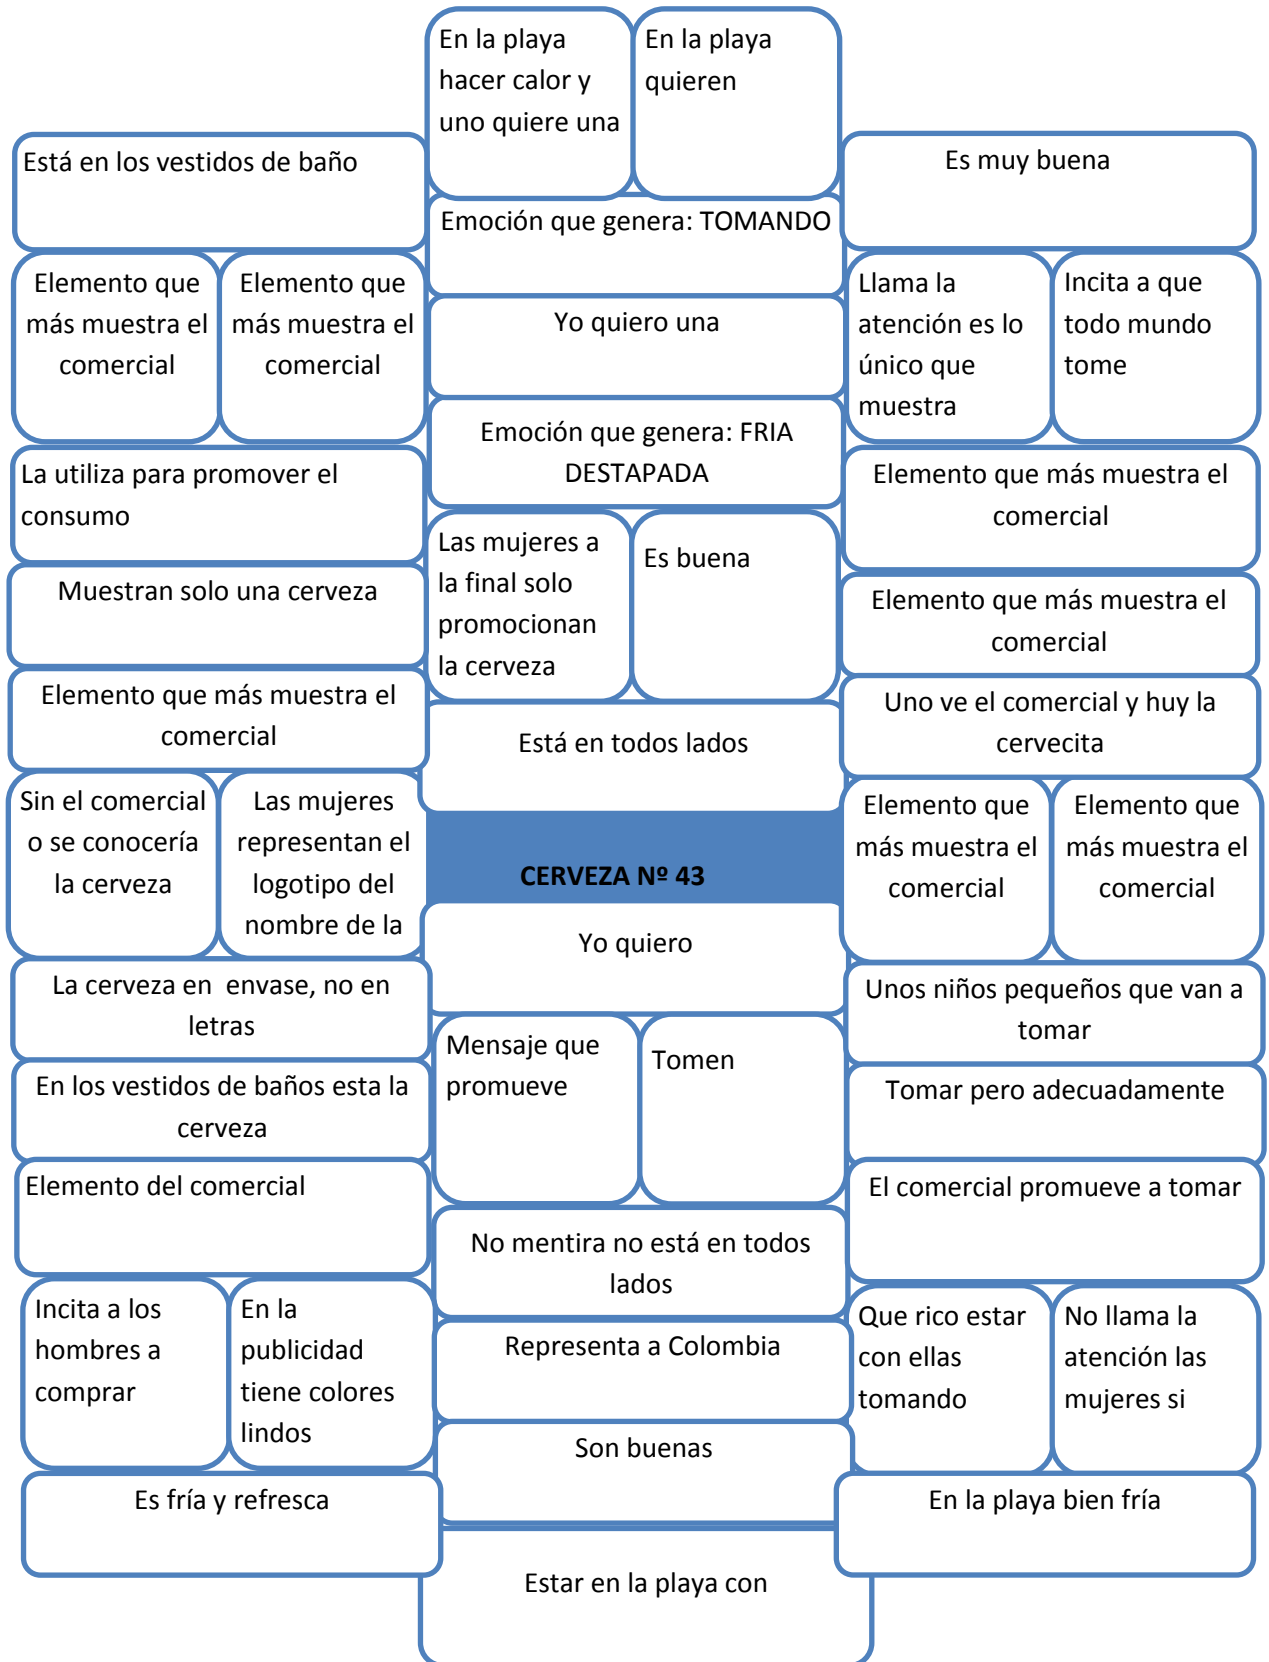 En la playa
hacer calor y
uno quiere una
En la playa
quieren
Está en los vestidos de baño
Es muy buena
Emoción que genera: TOMANDO
Elemento que
más muestra el
comercial
Elemento que
más muestra el
comercial
Yo quiero una
Llama la
atención es lo
único que
muestra
Incita a que
todo mundo
tome
Emoción que genera: FRIA
DESTAPADA
La utiliza para promover el
consumo
Elemento que más muestra el
comercial
Las mujeres a
la final solo
promocionan
la cerveza
Es buena
Muestran solo una cerveza
Elemento que más muestra el
comercial
Elemento que más muestra el
comercial
Uno ve el comercial y huy la
cervecita
Está en todos lados
Sin el comercial
o se conocería
la cerveza
Las mujeres
representan el
logotipo del
nombre de la
Elemento que
más muestra el
comercial
Elemento que
más muestra el
comercial
CERVEZA Nº 43
Yo quiero
La cerveza en  envase, no en
letras
Unos niños pequeños que van a
tomar
Mensaje que
promueve
Tomen
En los vestidos de baños esta la
cerveza
Tomar pero adecuadamente
Elemento del comercial
El comercial promueve a tomar
No mentira no está en todos
lados
Incita a los
hombres a
comprar
En la
publicidad
tiene colores
lindos
Representa a Colombia
Que rico estar
con ellas
tomando
No llama la
atención las
mujeres si
Son buenas
Es fría y refresca
En la playa bien fría
Estar en la playa con